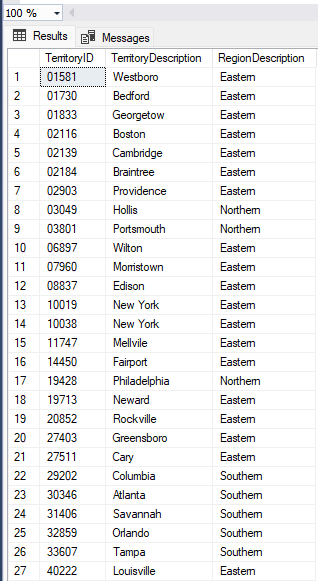 100 %
Results Messages
TerritoryID TerritoryDescription RegionDescription
1 01581 Westboro Eastern
2 01730 Bedford Eastern
3 01833 Georgetow Eastern
4 02116 Boston Eastern
5 02139 Cambridge Eastern
6 02184 Braintree Eastern
7 02903 Providence Eastern
8 03049 Hollis Northern
9 03801 Portsmouth Northern
10 06897 Wilton Eastern
11 07960 Morristown Eastern
12 08837 Edison Eastern
13 10019 New York Eastern
14 10038 New York Eastern
15 11747 Mellvile Eastern
16 14450 Fairport Eastern
17 19428 Philadelphia Northern
18 19713 Neward Eastern
19 20852 Rockville Eastern
20 27403 Greensboro Eastern
21 27511 Cary Eastern
22 29202 Columbia Southern
23 30346 Atlanta Southern
24 31406 Savannah Southern
25 32859 Orlando Southern
26 33607 Tampa Southern
27 40222 Louisville Eastern